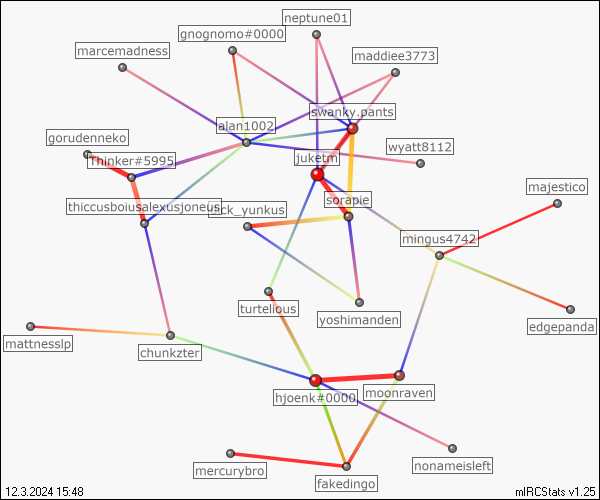 neptune01
gnognomo#0000
marcemadness
maddiee3773
swanky.pants
alan1002
gorudenneko
wyatt8112
juketm
Thinker#5995
majestico
sorapie
thiccusboiusalexusjoneus
ick_yunkus
mingus4742
turtelious
yoshimanden
edgepanda
mattnesslp
chunkzter
hjoenk#0000
moonraven
mercurybro
nonameisleft
fakedingo
12.3.2024 15:48
mIRCStats v1.25